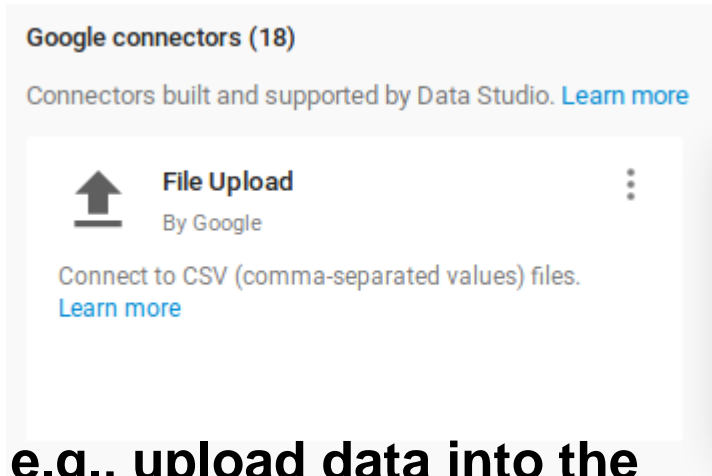 Google connectors (18)
Connectors built and supported by Data Studio. Learn more
File Upload
By Google
Connect to CSV (comma-separated values) files.
Learn more
e.g., upload data into the